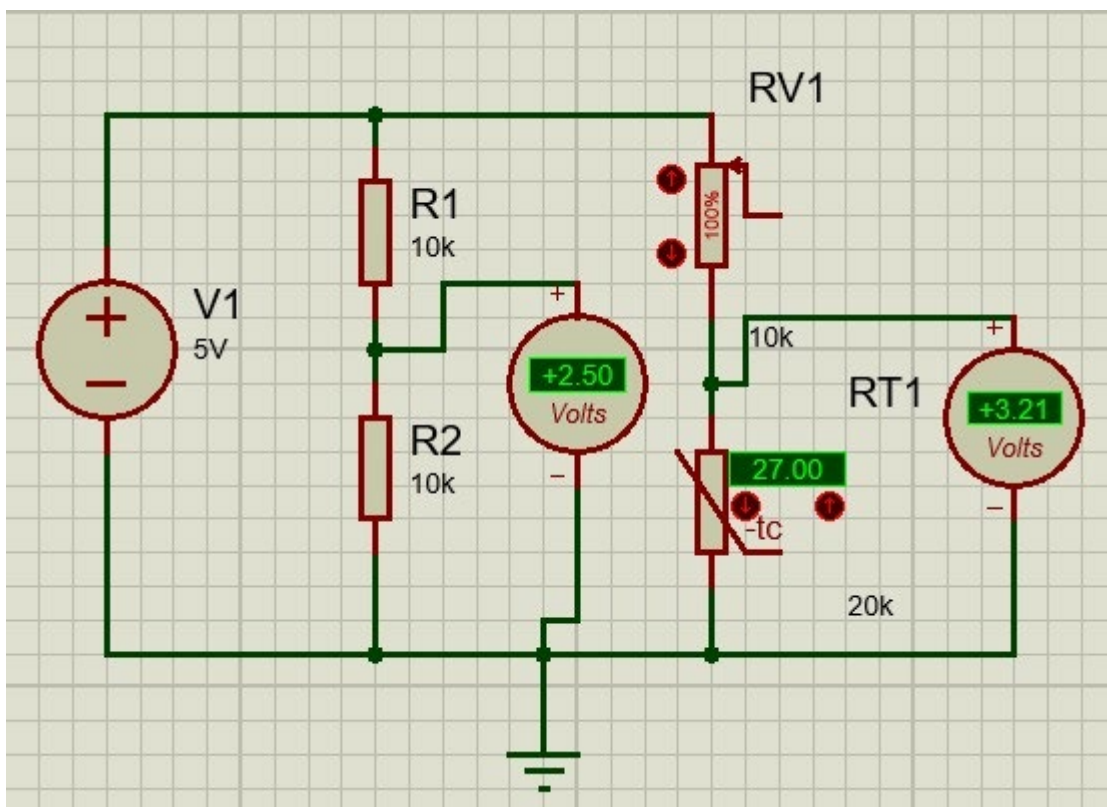 RV1
100%
R1
10k
V1
5V
+
+2.50
Volts
−
10k
+
RT1
+3.21
Volts
−
R2
10k
27.00
-tc
20k